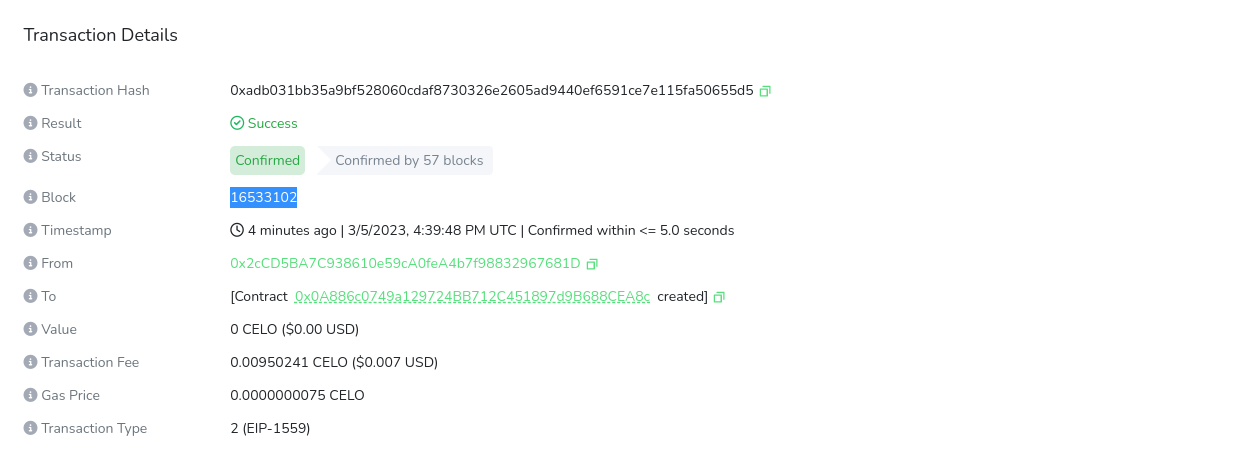 Transaction Details
Transaction Hash 0xadb031bb35a9bf528060cdaf8730326e2605ad9440ef6591ce7e115fa50655d5
Result Success
Status Confirmed Confirmed by 57 blocks
Block 16533102
Timestamp 4 minutes ago | 3/5/2023, 4:39:48 PM UTC | Confirmed within <= 5.0 seconds
From 0x2cCD5BA7C938610e59cA0feA4b7f98832967681D
To [Contract 0x0A886c0749a129724BB712C451897d9B688CEA8c created]
Value 0 CELO ($0.00 USD)
Transaction Fee 0.00950241 CELO ($0.007 USD)
Gas Price 0.0000000075 CELO
Transaction Type 2 (EIP-1559)